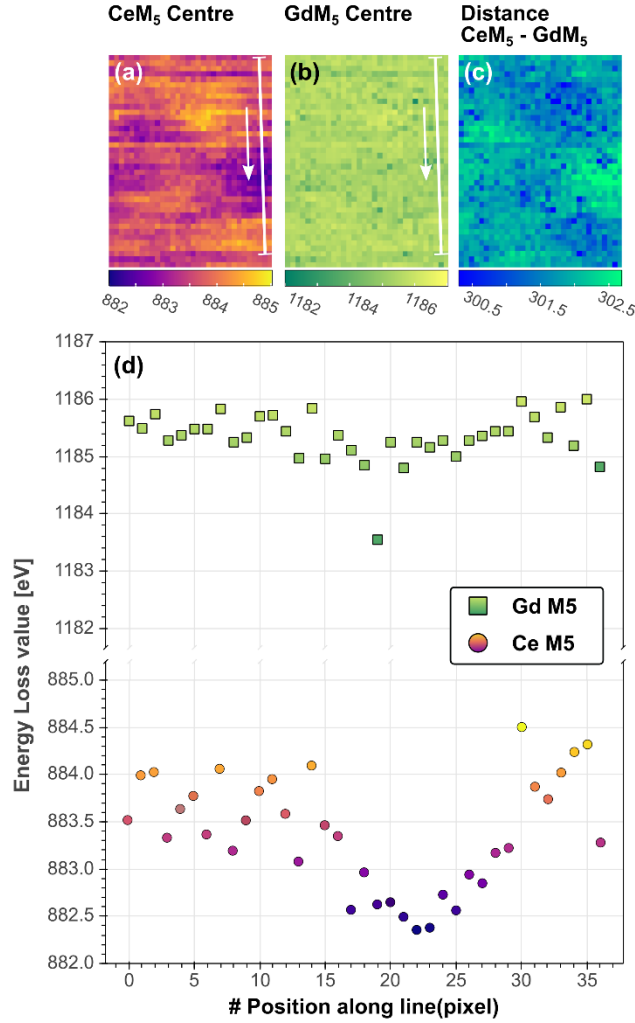 CeM5 Centre
GdM5 Centre
Distance
CeM5 - GdM5
(a)
(b)
(c)
882 883 884 885
1182 1184 1186
300.5 301.5 302.5
(d)
1187
1186
1185
1184
1183
1182
885.0
884.5
884.0
883.5
883.0
882.5
882.0
Energy Loss value [eV]
Gd M5
Ce M5
0 5 10 15 20 25 30 35
# Position along line(pixel)